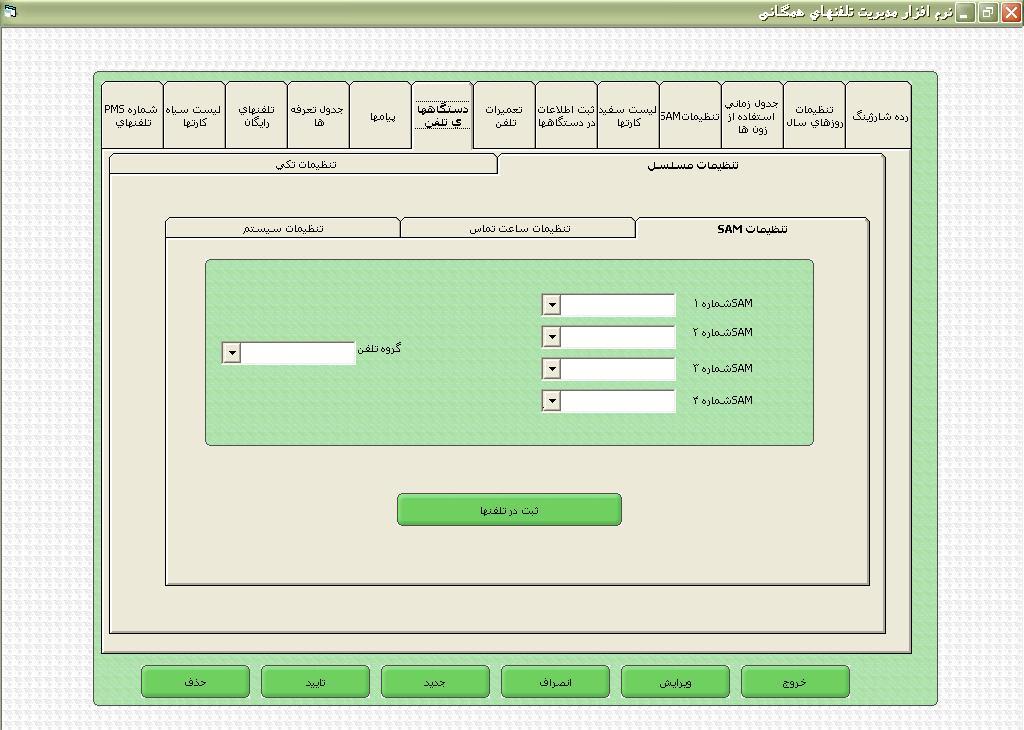 نرم افزار مديريت تلفنهاي همگاني
رده شارژينگ
تنظيمات
روزهاي سال
جدول زماني
استفاده از
زون ها
تنظيماتSAM
ليست سفيد
كارتها
ثبت اطلاعات
در دستگاهها
تعميرات
تلفن
دستگاهها
ي تلفن
پيامها
جدول تعرفه
ها
تلفنهاي
رايگان
ليست سياه
كارتها
شماره PMS
تلفنهاي
تنظيمات مسلسل
تنظيمات تكي
تنظيمات SAM
تنظيمات ساعت تماس
تنظيمات سيستم
SAMشماره ۱
SAMشماره ۲
SAMشماره ۳
SAMشماره ۴
گروه تلفن
ثبت در تلفنها
خروج
ويرايش
انصراف
جديد
تاييد
حذف